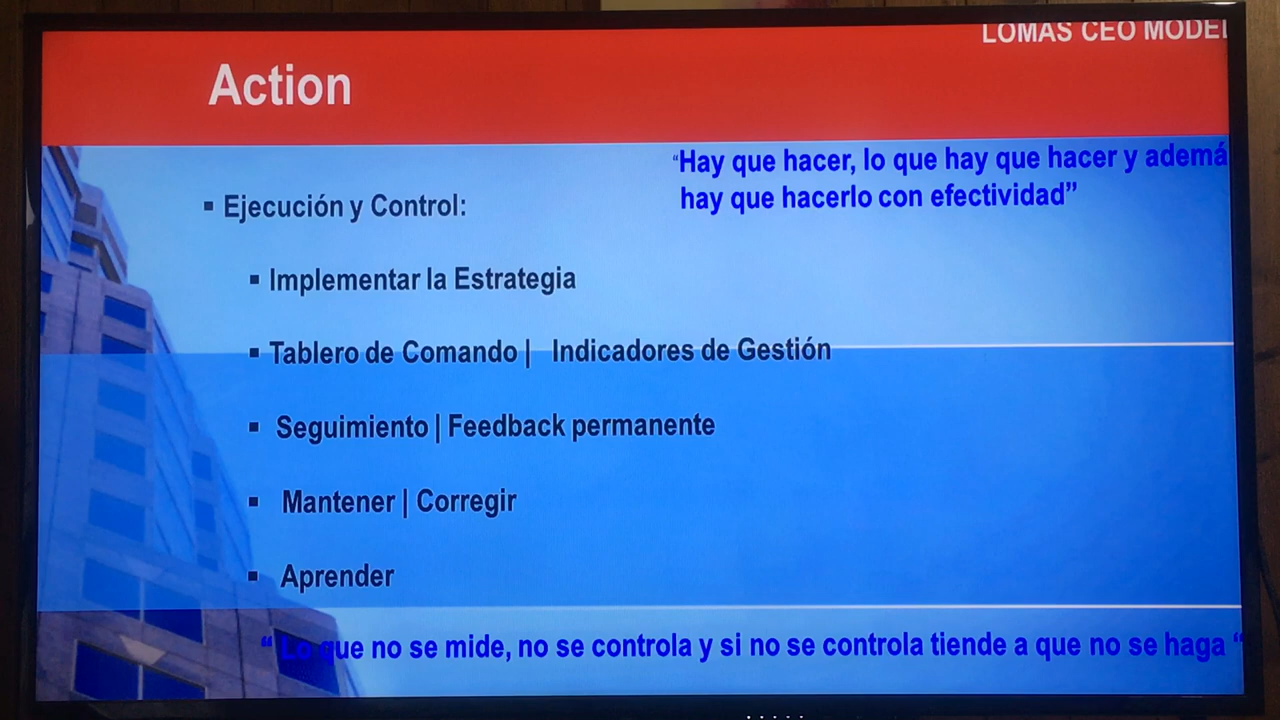 LOMAS CEO MODEL
Action
“Hay que hacer, lo que hay que hacer y ademá
hay que hacerlo con efectividad”
▪ Ejecución y Control:
▪ Implementar la Estrategia
▪ Tablero de Comando | Indicadores de Gestión
▪ Seguimiento | Feedback permanente
▪ Mantener | Corregir
▪ Aprender
“ Lo que no se mide, no se controla y si no se controla tiende a que no se haga “